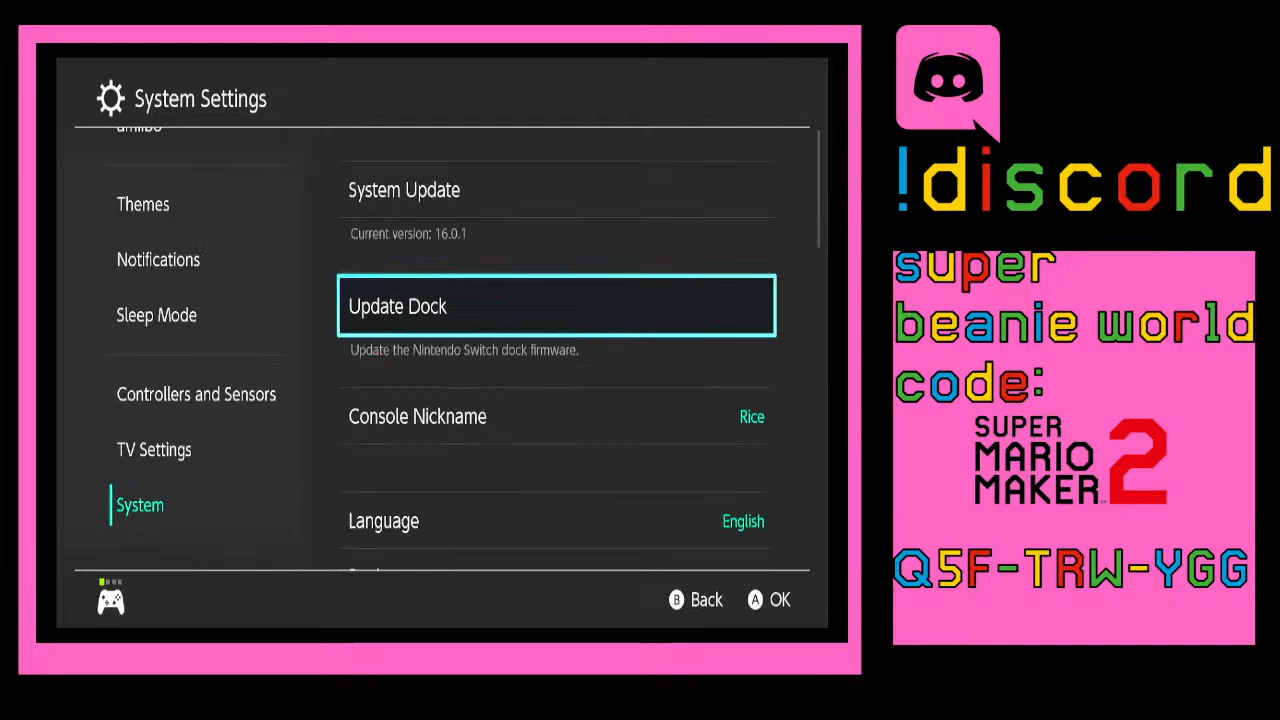 System Settings
amiibo
Themes
Notifications
Sleep Mode
Controllers and Sensors
TV Settings
System
System Update
Current version: 16.0.1
Update Dock
Update the Nintendo Switch dock firmware.
Console Nickname
Rice
Language
English
B Back
A OK
!discord
super
beanie world
code:
SUPER
MARIO
MAKER 2
Q5F-TRW-YGG